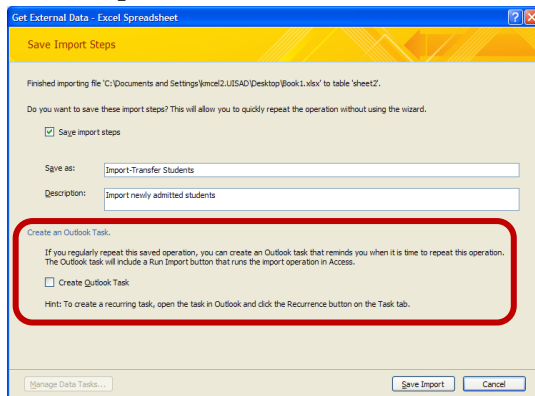 Get External Data - Excel Spreadsheet
Save Import Steps
Finished importing file 'C:\Documents and Settings\kmcel2.UISAD\Desktop\Book1.xlsx' to table 'sheet2'.
Do you want to save these import steps? This will allow you to quickly repeat the operation without using the wizard.
Save import steps
Save as: Import-Transfer Students
Description: Import newly admitted students
Create an Outlook Task.
If you regularly repeat this saved operation, you can create an Outlook task that reminds you when it is time to repeat this operation.
The Outlook task will include a Run Import button that runs the import operation in Access.
Create Outlook Task
Hint: To create a recurring task, open the task in Outlook and click the Recurrence button on the Task tab.
Manage Data Tasks... Save Import Cancel